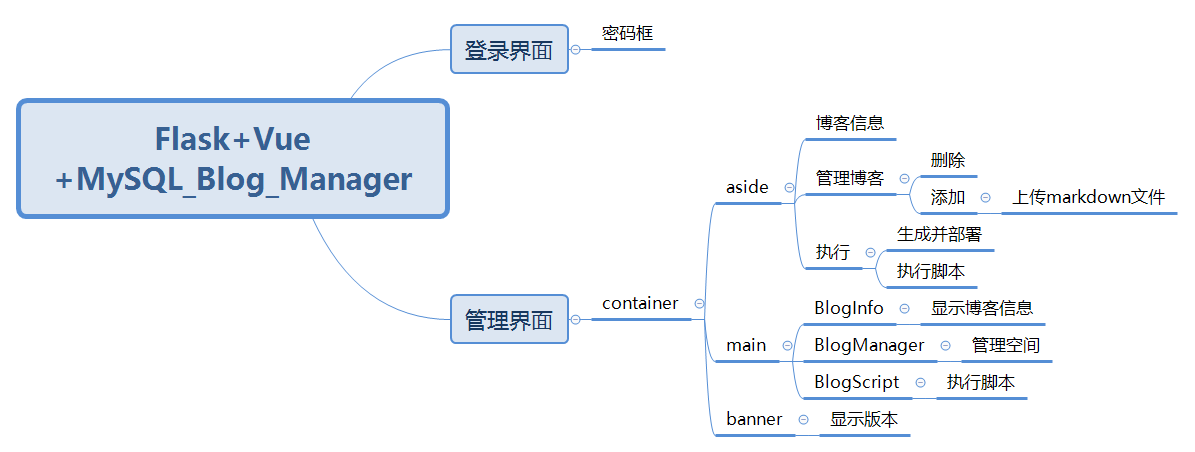 Flask+Vue
+MySQL_Blog_Manager
登录界面
密码框
管理界面
container
aside
博客信息
管理博客
删除
添加
上传markdown文件
执行
生成并部署
执行脚本
main
BlogInfo
显示博客信息
BlogManager
管理空间
BlogScript
执行脚本
banner
显示版本